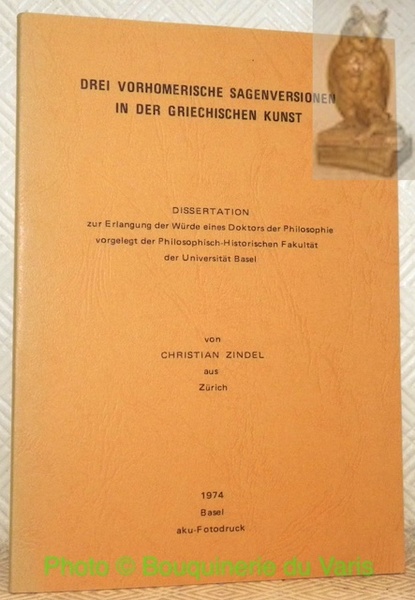 DREI VORHOMERISCHE SAGENVERSIONEN
IN DER GRIECHISCHEN KUNST
DISSERTATION
zur Erlangung der Würde eines Doktors der Philosophie
vorgelegt der Philosophisch-Historischen Fakultät
der Universität Basel
von
CHRISTIAN ZINDEL
aus
Zürich
1974
Basel
aku-Fotodruck
Photo © Bouquinerie du Varis